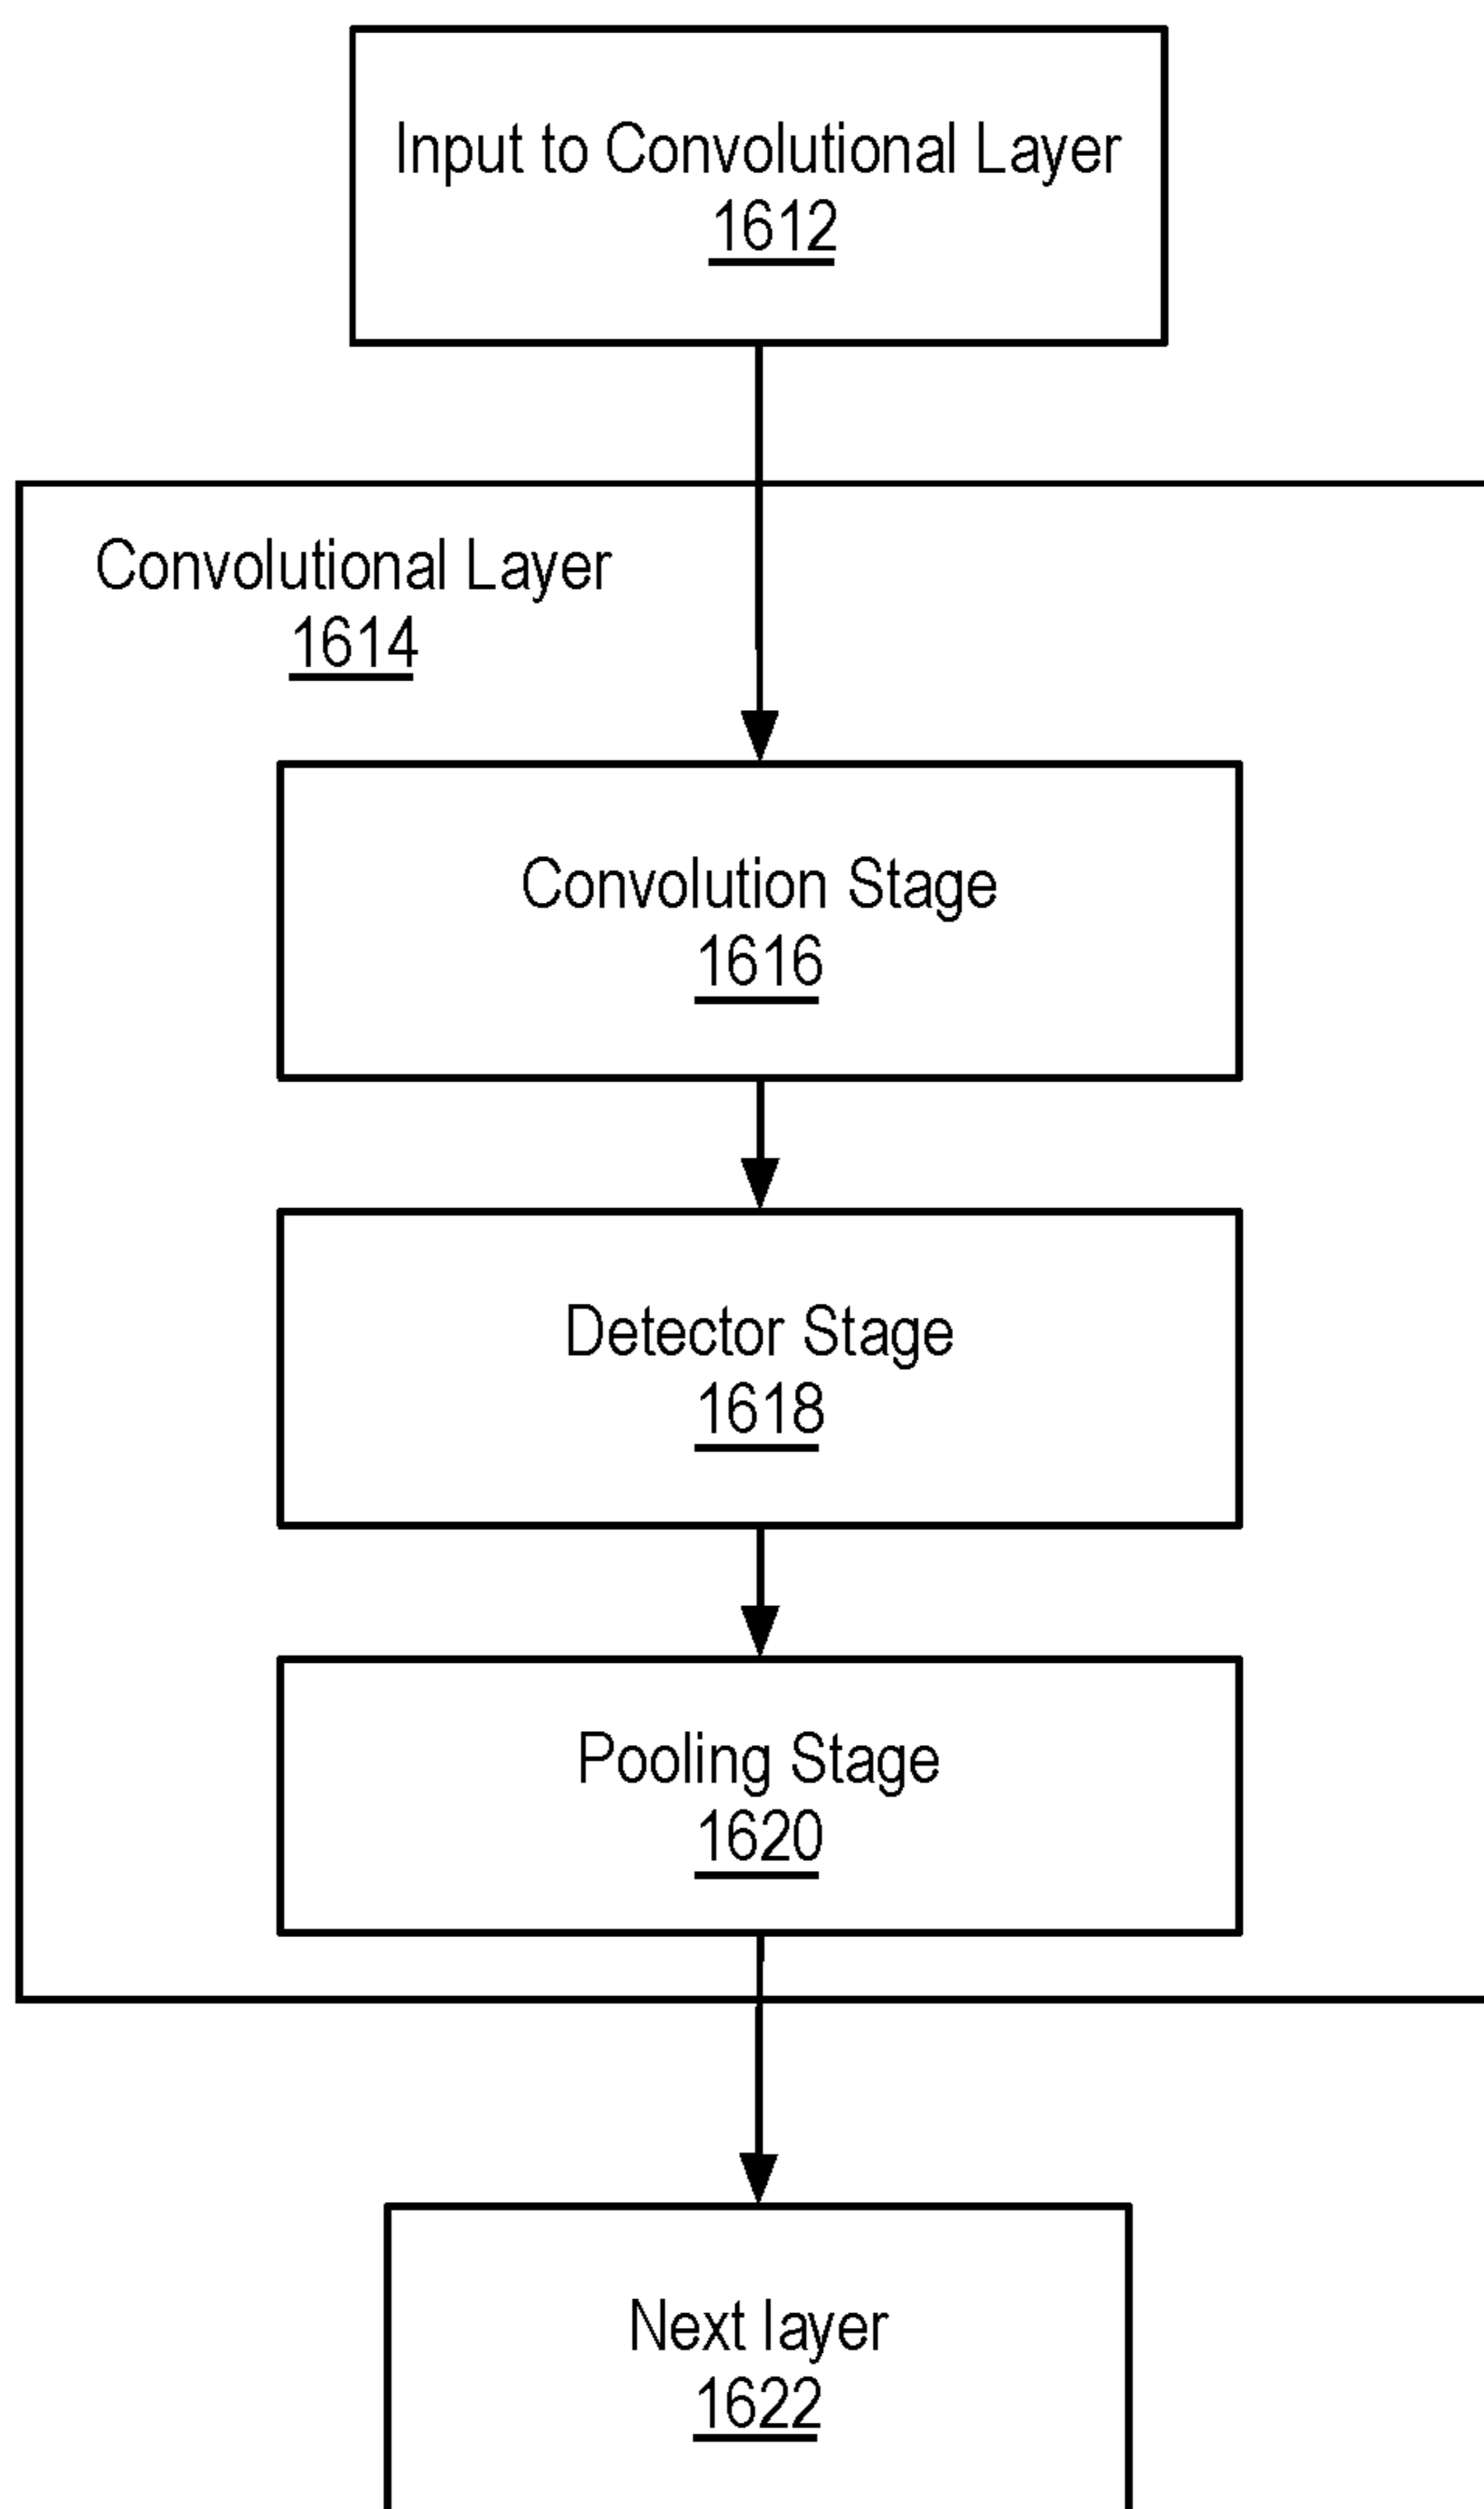 Input to Convolutional Layer
1612
Convolutional Layer
1614
Convolution Stage
1616
Detector Stage
1618
Pooling Stage
1620
Next layer
1622